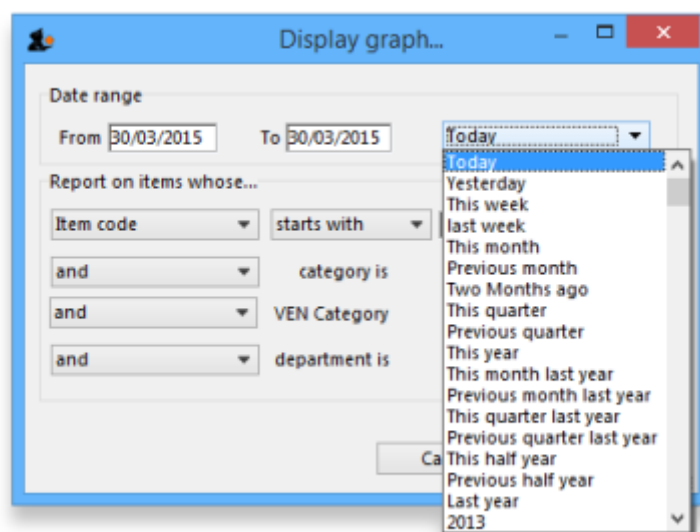 Display graph...
Date range
From 30/03/2015 To 30/03/2015 Today
Today
Yesterday
This week
last week
This month
Previous month
Two Months ago
This quarter
Previous quarter
This year
This month last year
Previous month last year
This quarter last year
Previous quarter last year
This half year
Previous half year
Last year
2013
Report on items whose...
Item code starts with
and category is
and VEN Category
and department is